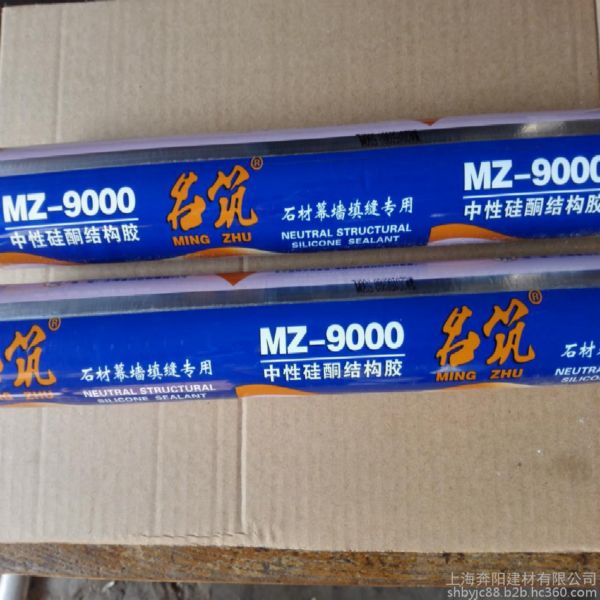 MZ-9000
中性硅酮结构胶
名筑®
MING ZHU
石材幕墙填缝专用
NEUTRAL STRUCTURAL
SILICONE SEALANT
MZ-9000
中性硅酮结构胶
筑®
ZHU
石材幕墙填缝专用
NEUTRAL STRUCTURAL
SILICONE SEALANT
MZ-9000
中性硅酮结构胶
名筑®
MING ZHU
石材幕墙
NEUTRAL STR
SILICONE
上海奔阳建材有限公司
shbyjc88.b2b.hc360.com